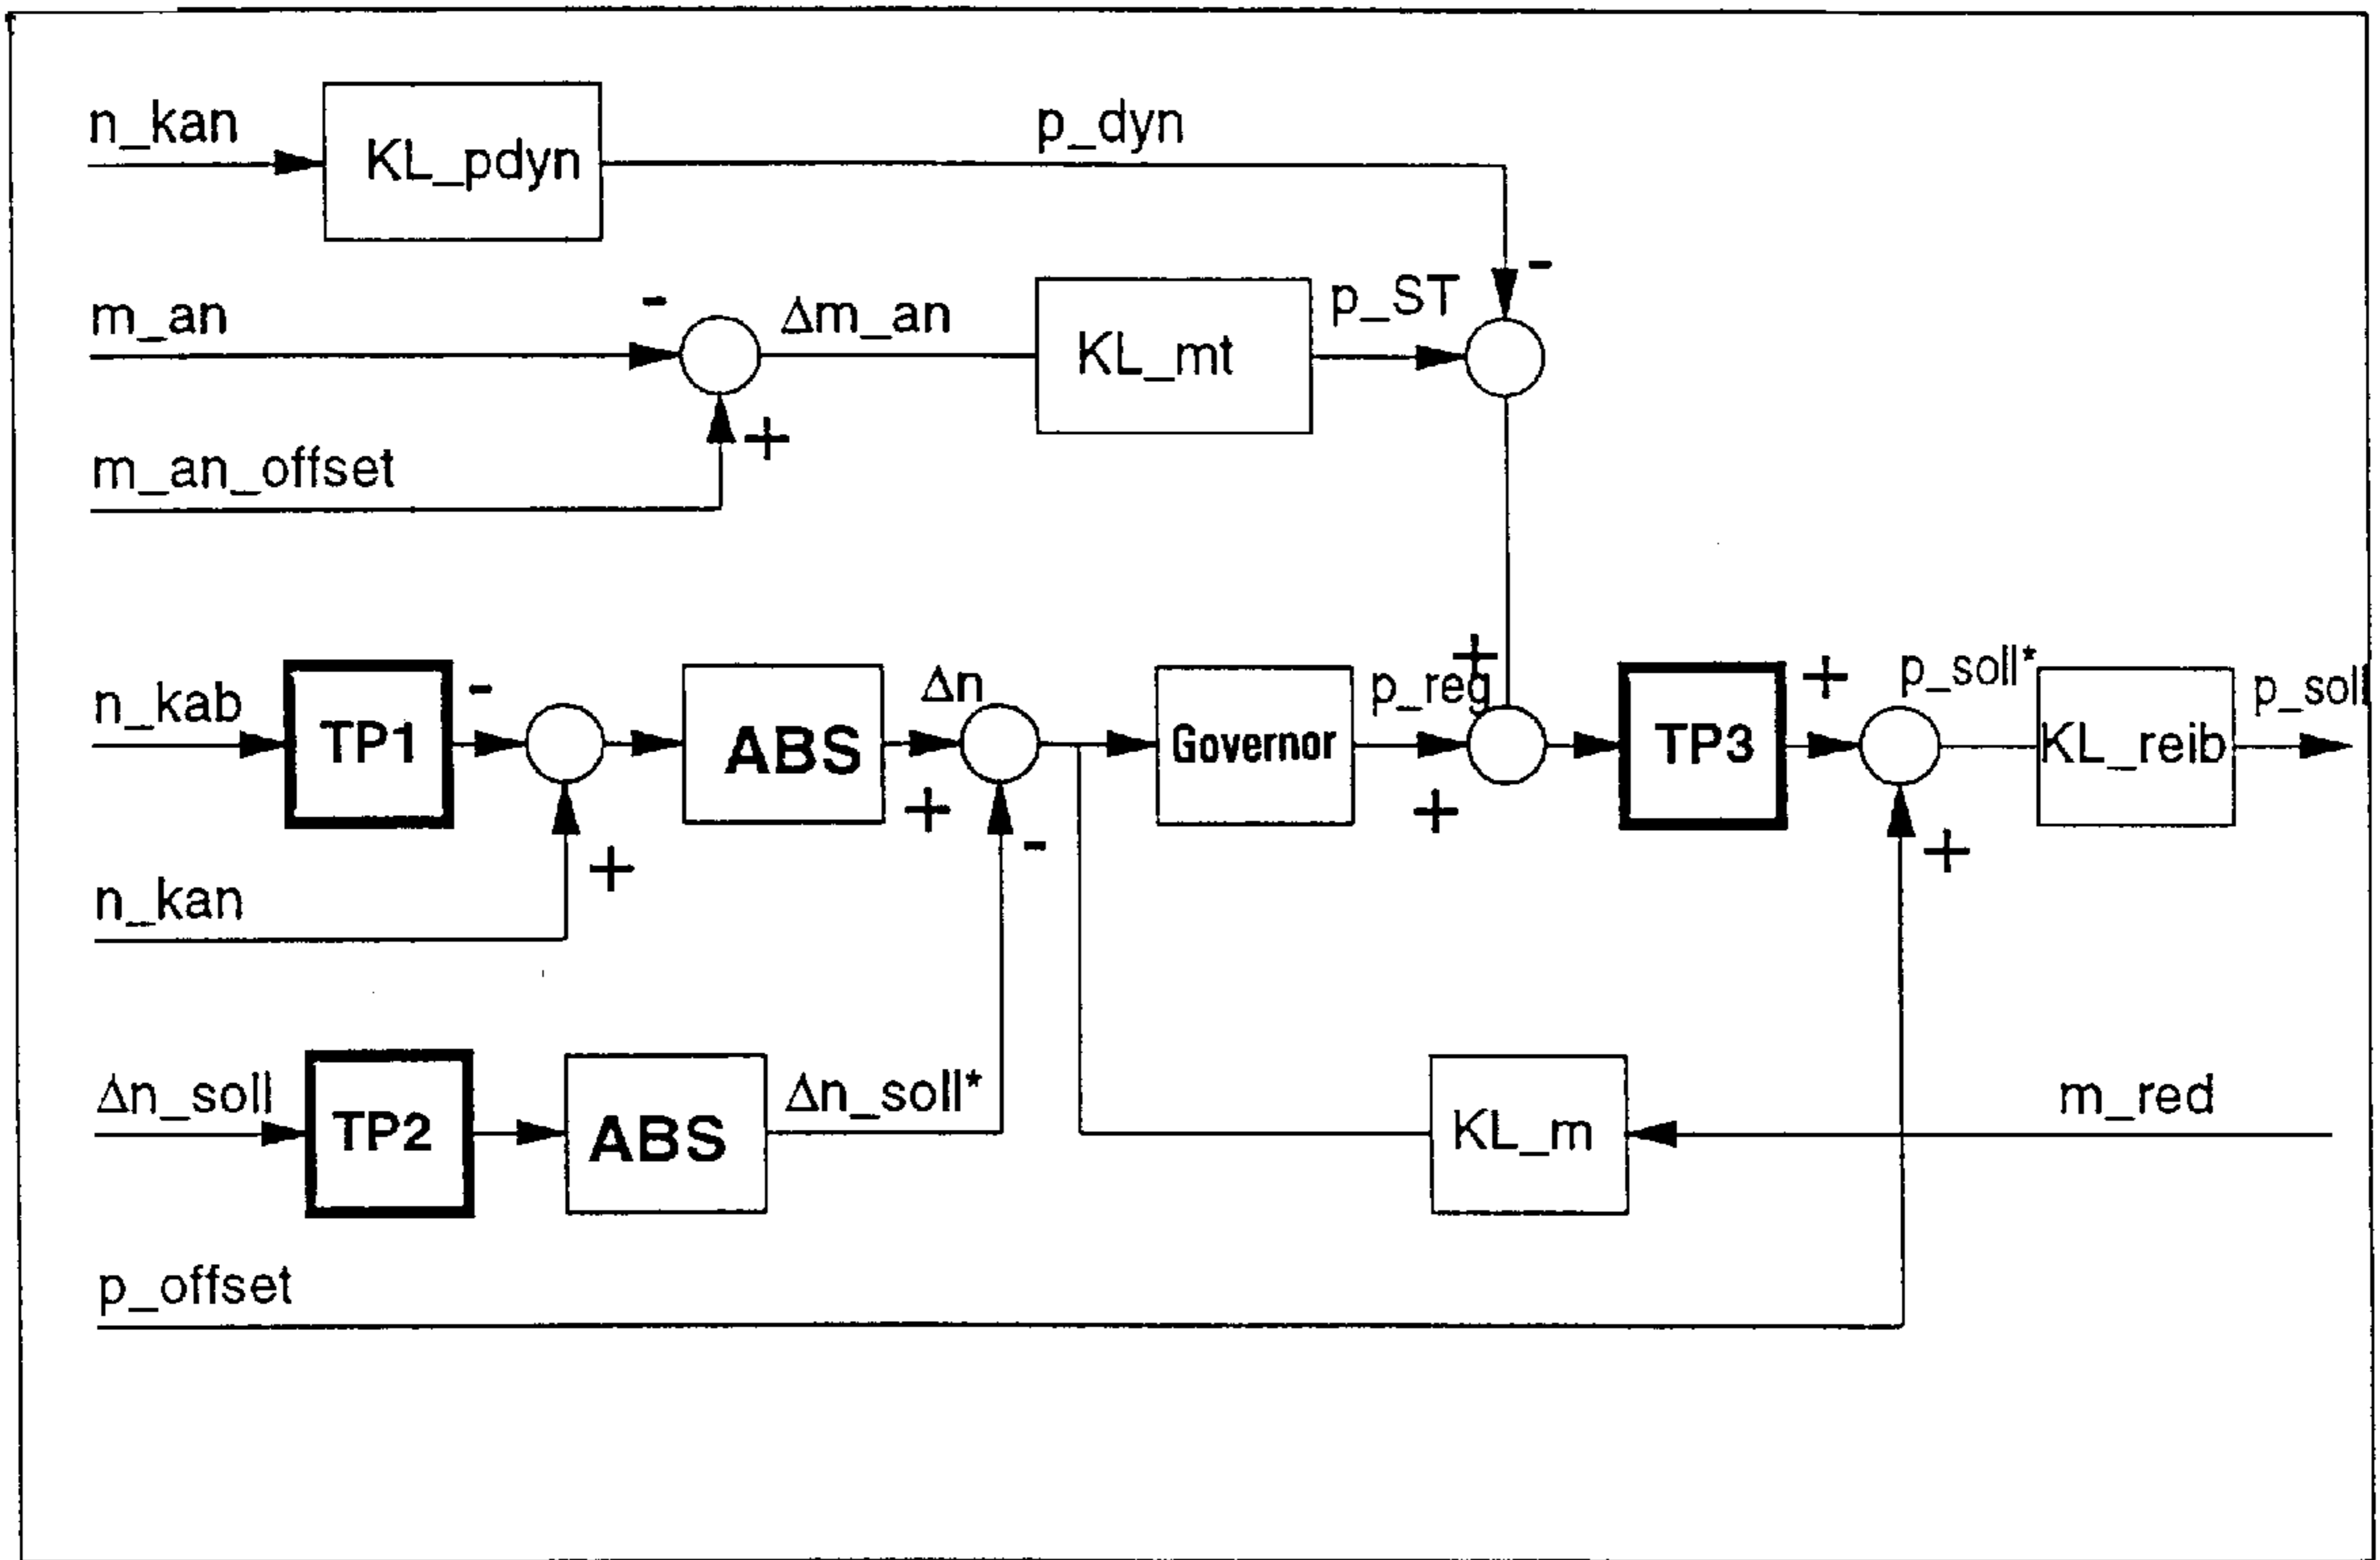 n_kan
KL_pdyn
p_dyn
-
m_an
-
Δm_an
KL_mt
p_ST
m_an_offset
+
n_kab
TP1
-
ABS
Δn
+
-
Governor
p_reg
+
+
TP3
+
p_soll*
KL_reib
p_soll
+
n_kan
+
Δn_soll
TP2
ABS
Δn_soll*
KL_m
m_red
p_offset